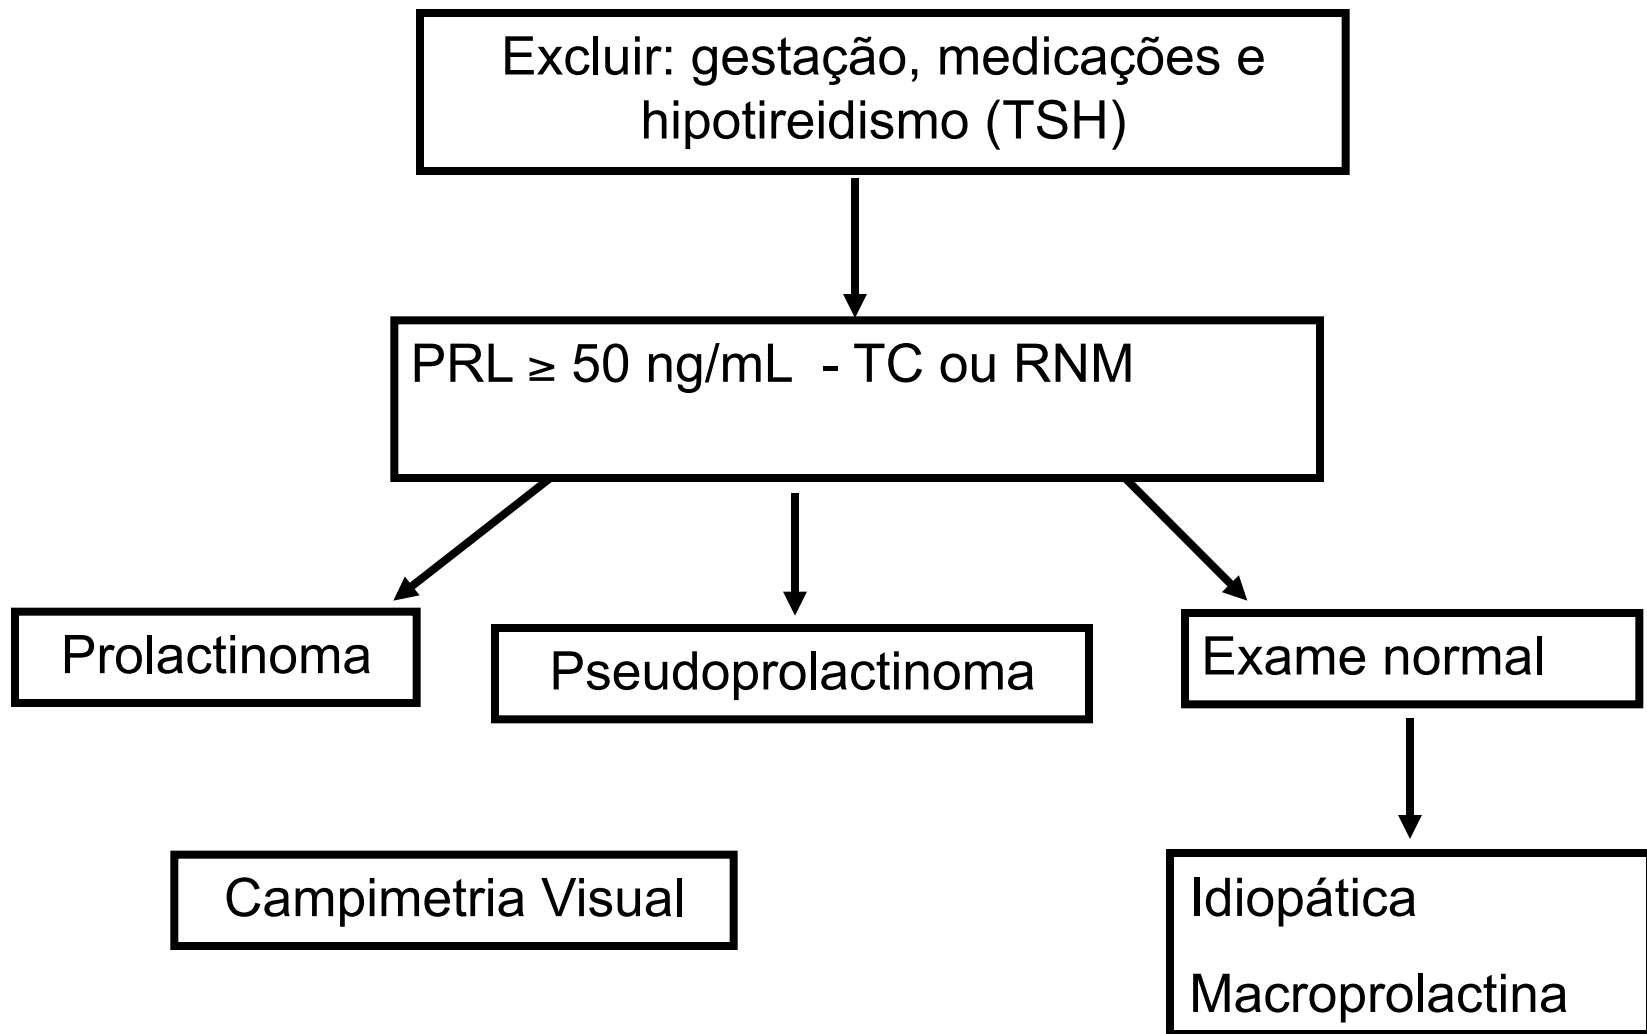 Excluir: gestação, medicações e
hipotireidismo (TSH)
PRL ≥ 50 ng/mL - TC ou RNM
Prolactinoma
Pseudoprolactinoma
Exame normal
Campimetria Visual
Idiopática
Macroprolactina